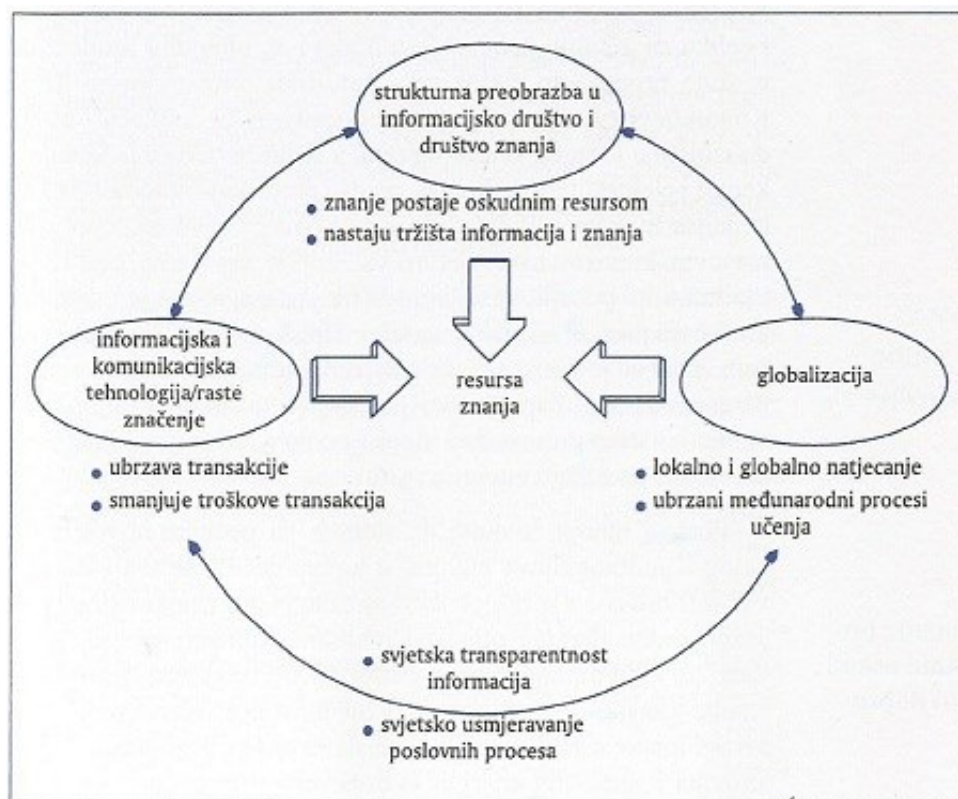 strukturna preobrazba u
informacijsko društvo i
društvo znanja
• znanje postaje oskudnim resursom
• nastaju tržišta informacija i znanja
informacijska i
komunikacijska
tehnologija/raste
značenje
resursa
znanja
globalizacija
• ubrzava transakcije
• smanjuje troškove transakcija
• lokalno i globalno natjecanje
• ubrzani međunarodni procesi
učenja
• svjetska transparentnost
informacija
• svjetsko usmjeravanje
poslovnih procesa